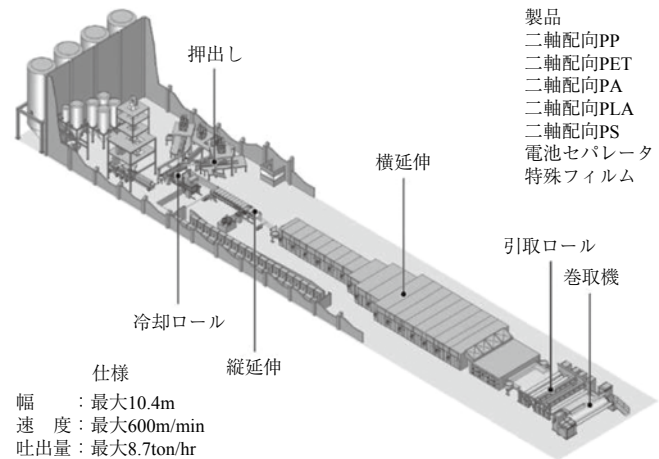 製品
二軸配向PP
二軸配向PET
二軸配向PA
二軸配向PLA
二軸配向PS
電池セパレータ
特殊フィルム
押出し
横延伸
引取ロール
巻取機
冷却ロール
縦延伸
仕様
幅　　：最大10.4m
速　度：最大600m/min
吐出量：最大8.7ton/hr